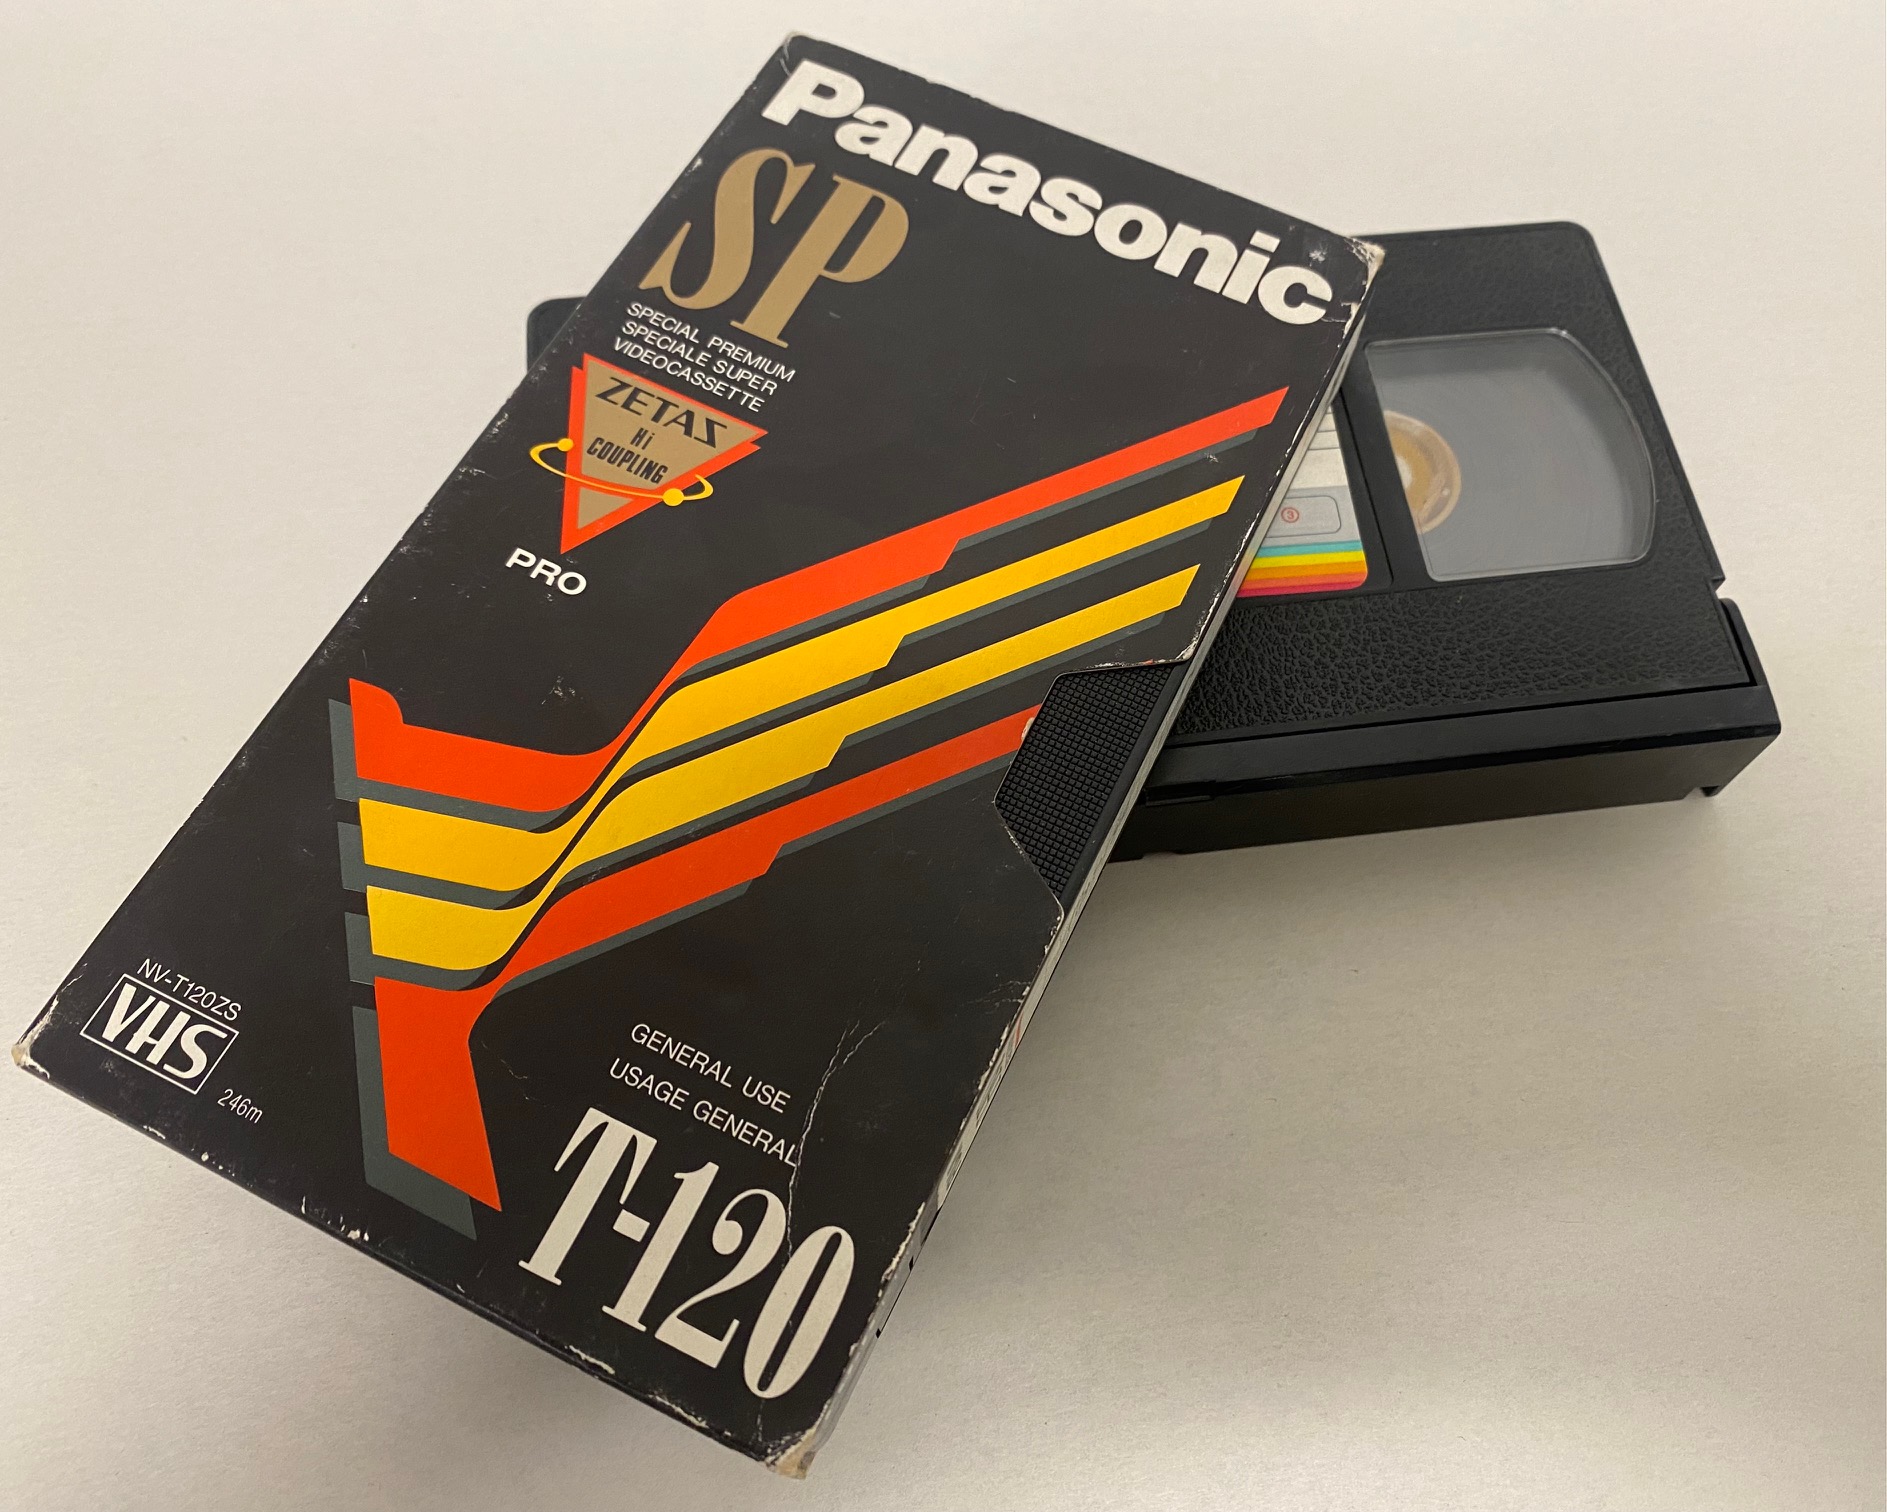 Panasonic
SP
SPECIAL PREMIUM
SPECIALE SUPER
VIDEOCASSETTE
ZETAS
Hi
COUPLING
PRO
3
NV-T120ZS
VHS
246m
GENERAL USE
USAGE GENERAL
T-120